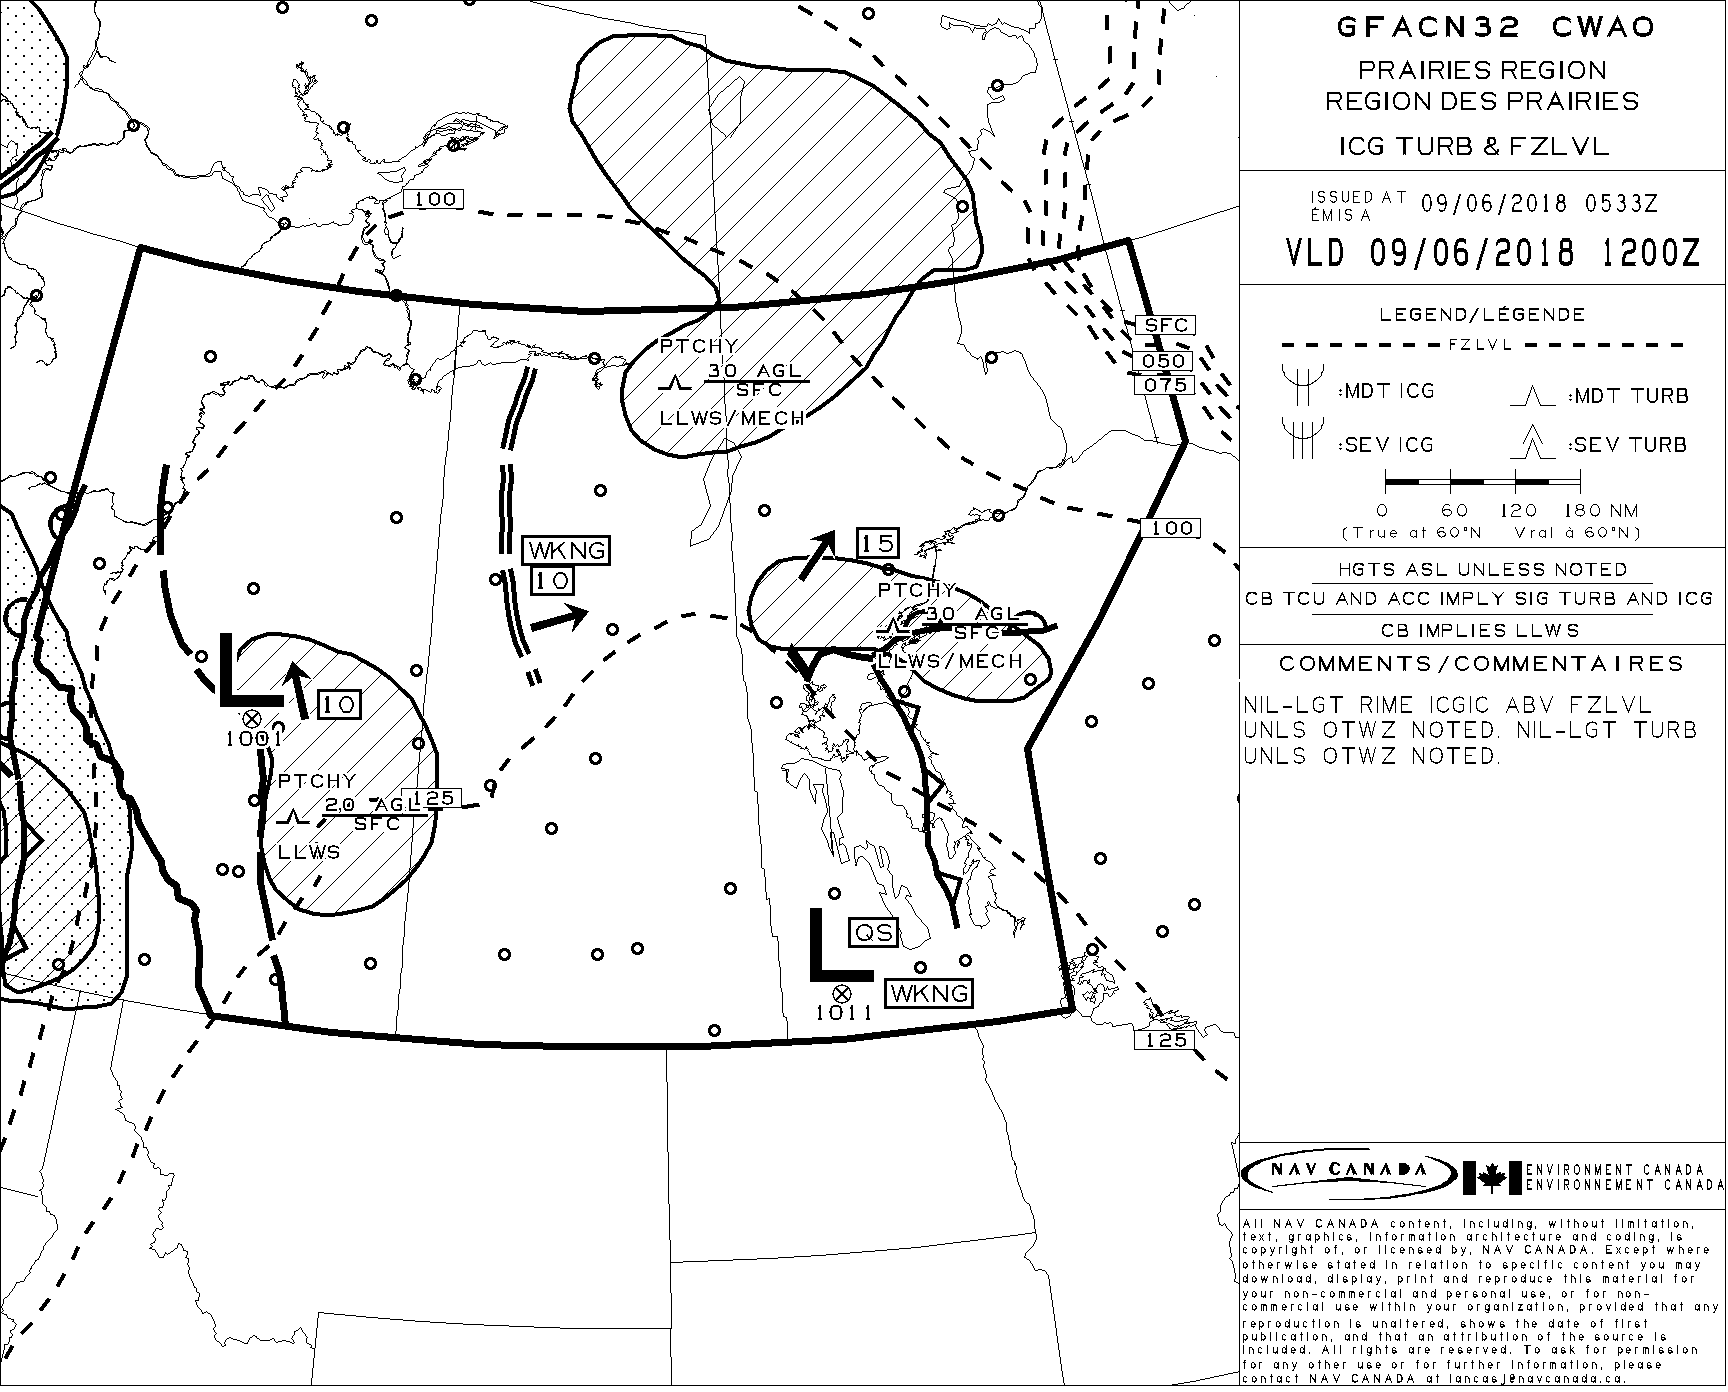 GFACN32 CWAO
PRAIRIES REGION
REGION DES PRAIRIES
ICG TURB & FZLVL
ISSUED AT 09/06/2018 0533Z
ÉMIS A
VLD 09/06/2018 1200Z
LEGEND/LÉGENDE
FZLVL
:MDT ICG
:MDT TURB
:SEV ICG
:SEV TURB
0 60 120 180 NM
(True at 60°N Vrai à 60°N)
HGTS ASL UNLESS NOTED
CB TCU AND ACC IMPLY SIG TURB AND ICG
CB IMPLIES LLWS
COMMENTS/COMMENTAIRES
NIL-LGT RIME ICGIC ABV FZLVL
UNLS OTWZ NOTED. NIL-LGT TURB
UNLS OTWZ NOTED.
NAV CANADA
ENVIRONMENT CANADA
ENVIRONNEMENT CANADA
All NAV CANADA content, including, without limitation,
text, graphics, information architecture and coding, is
copyright of, or licensed by, NAV CANADA. Except where
otherwise stated in relation to specific content you may
download, display, print and reproduce this material for
your non-commercial and personal use, or for non-
commercial use within your organization, provided that any
reproduction is unaltered, shows the date of first
publication, and that an attribution of the source is
included. All rights are reserved. To ask for permission
for any other use or for further information, please
contact NAV CANADA at lancasj@navcanada.ca.
100
SFC
050
075
PTCHY
30 AGL
SFC
LLWS/MECH
100
WKNG
10
15
PTCHY
30 AGL
SFC
LLWS/MECH
L
10
1001
PTCHY
20 AGL
SFC
LLWS
125
L
QS
WKNG
1011
125